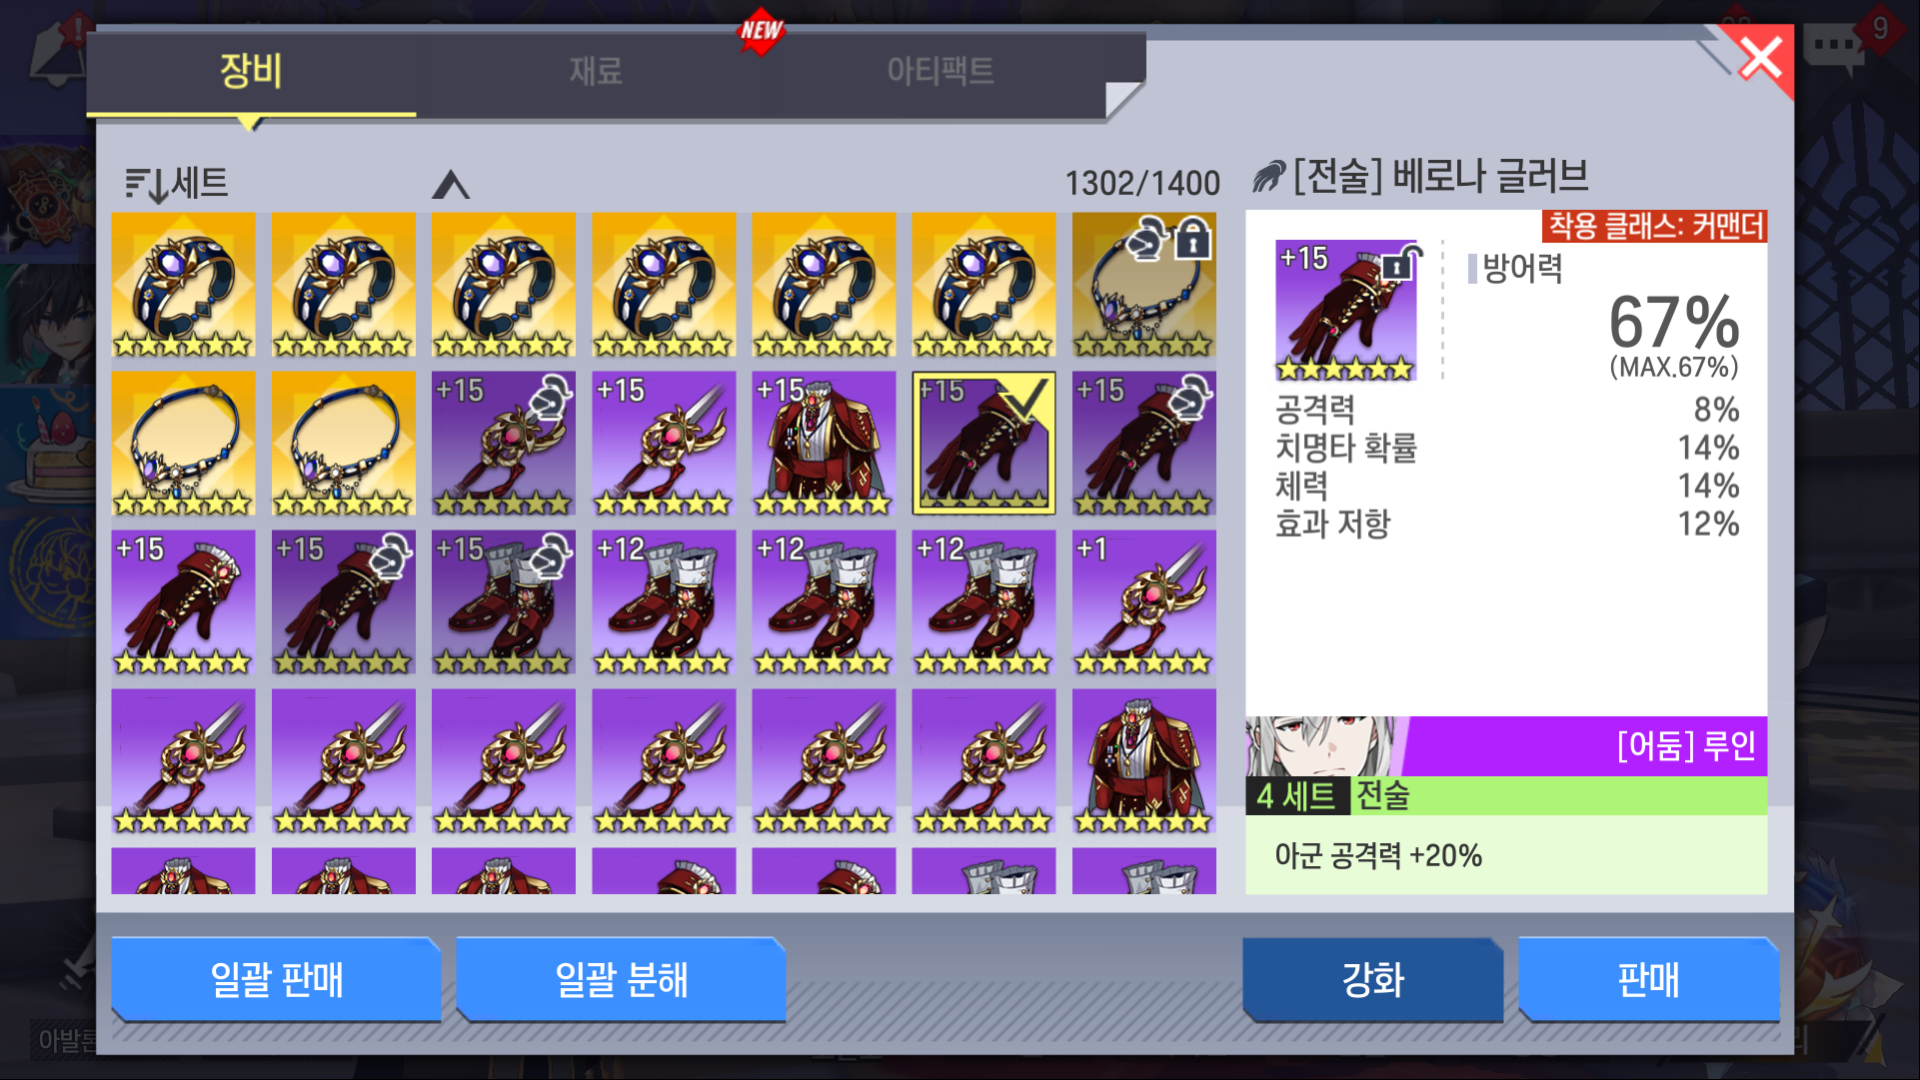 장비
재료
NEW
아티팩트
9
세트
1302/1400
[전술] 베로나 글러브
착용 클래스: 커맨더
+15
방어력
67%
(MAX.67%)
공격력 8%
치명타 확률 14%
체력 14%
효과 저항 12%
+15
+15
+15
+15
+15
+15
+15
+15
+12
+12
+12
+1
[어둠] 루인
4 세트 전술
아군 공격력 +20%
일괄 판매
일괄 분해
강화
판매
아발론